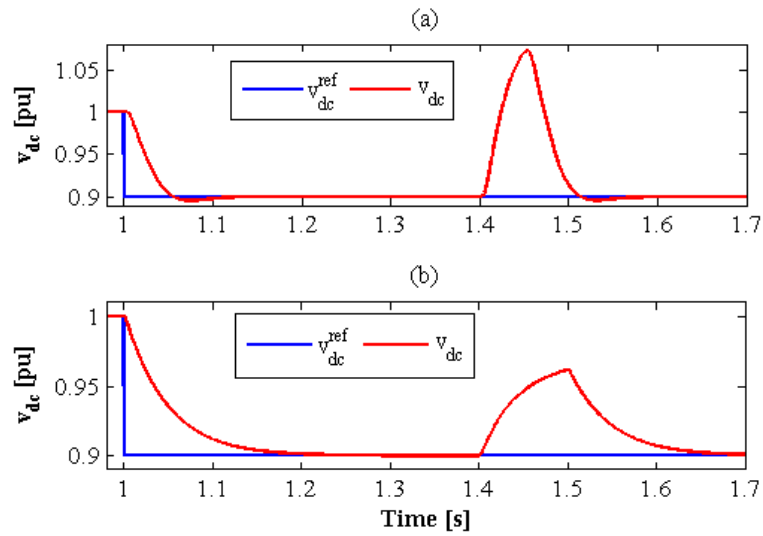 (a)
v_dc [pu]
1.05
1
0.95
0.9
v_dc^ref v_dc
1 1.1 1.2 1.3 1.4 1.5 1.6 1.7
(b)
v_dc [pu]
1
0.95
0.9
v_dc^ref v_dc
1 1.1 1.2 1.3 1.4 1.5 1.6 1.7
Time [s]